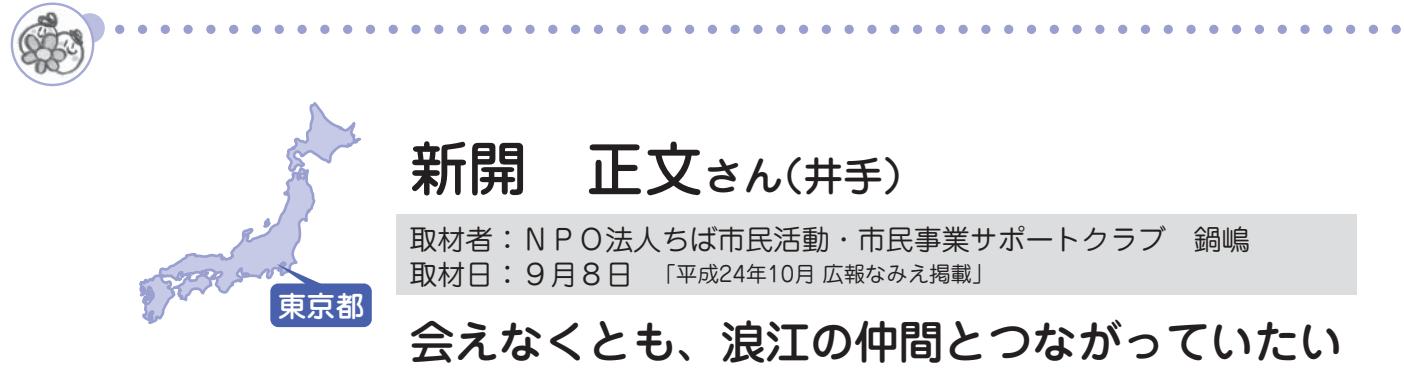 新開　正文さん（井手）
取材者：ＮＰＯ法人ちば市民活動・市民事業サポートクラブ　鍋嶋
取材日：９月８日　「平成24年10月 広報なみえ掲載」
東京都
会えなくとも、浪江の仲間とつながっていたい